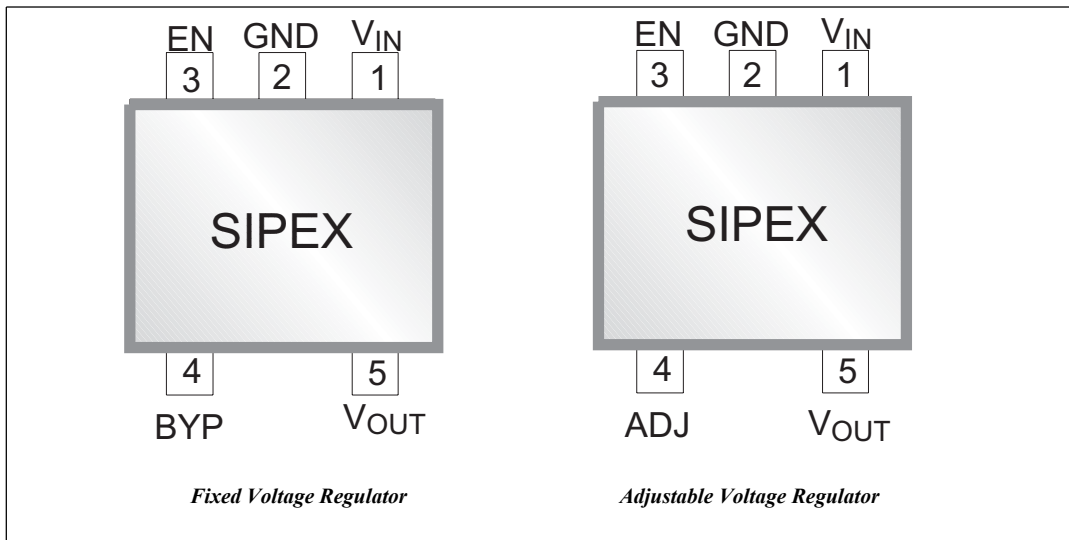 EN GND VIN
3 2 1
SIPEX
4 5
BYP VOUT
Fixed Voltage Regulator
EN GND VIN
3 2 1
SIPEX
4 5
ADJ VOUT
Adjustable Voltage Regulator